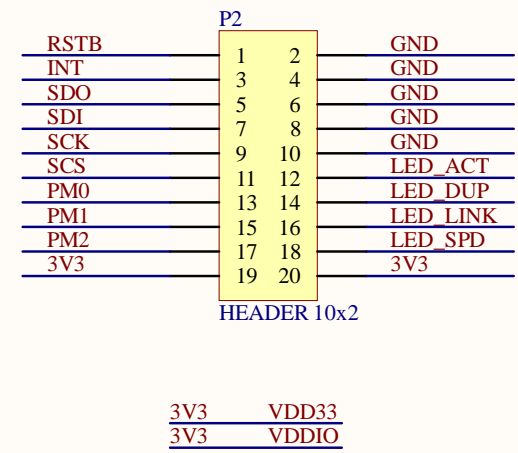 P2
RSTB 1 2 GND
INT 3 4 GND
SDO 5 6 GND
SDI 7 8 GND
SCK 9 10 GND
SCS 11 12 LED_ACT
PM0 13 14 LED_DUP
PM1 15 16 LED_LINK
PM2 17 18 LED_SPD
3V3 19 20 3V3
HEADER 10x2
3V3 VDD33
3V3 VDDIO